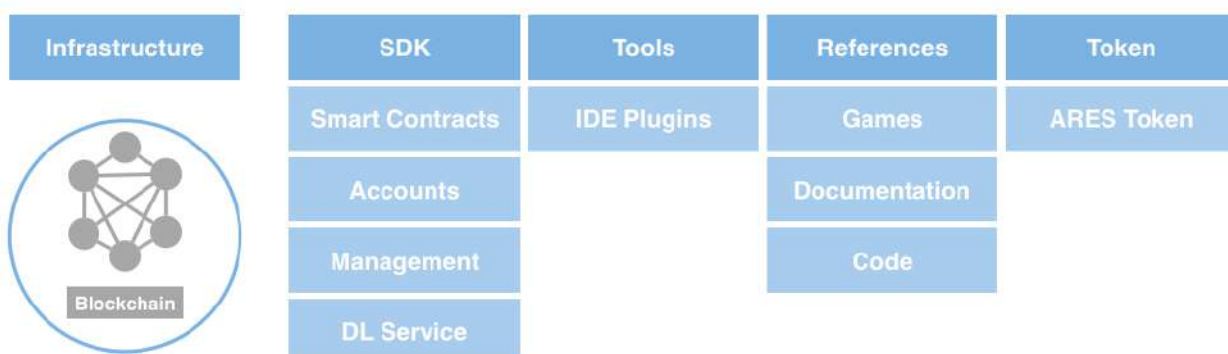 Infrastructure
SDK
Tools
References
Token
Smart Contracts
IDE Plugins
Games
ARES Token
Accounts
Documentation
Management
Code
Blockchain
DL Service